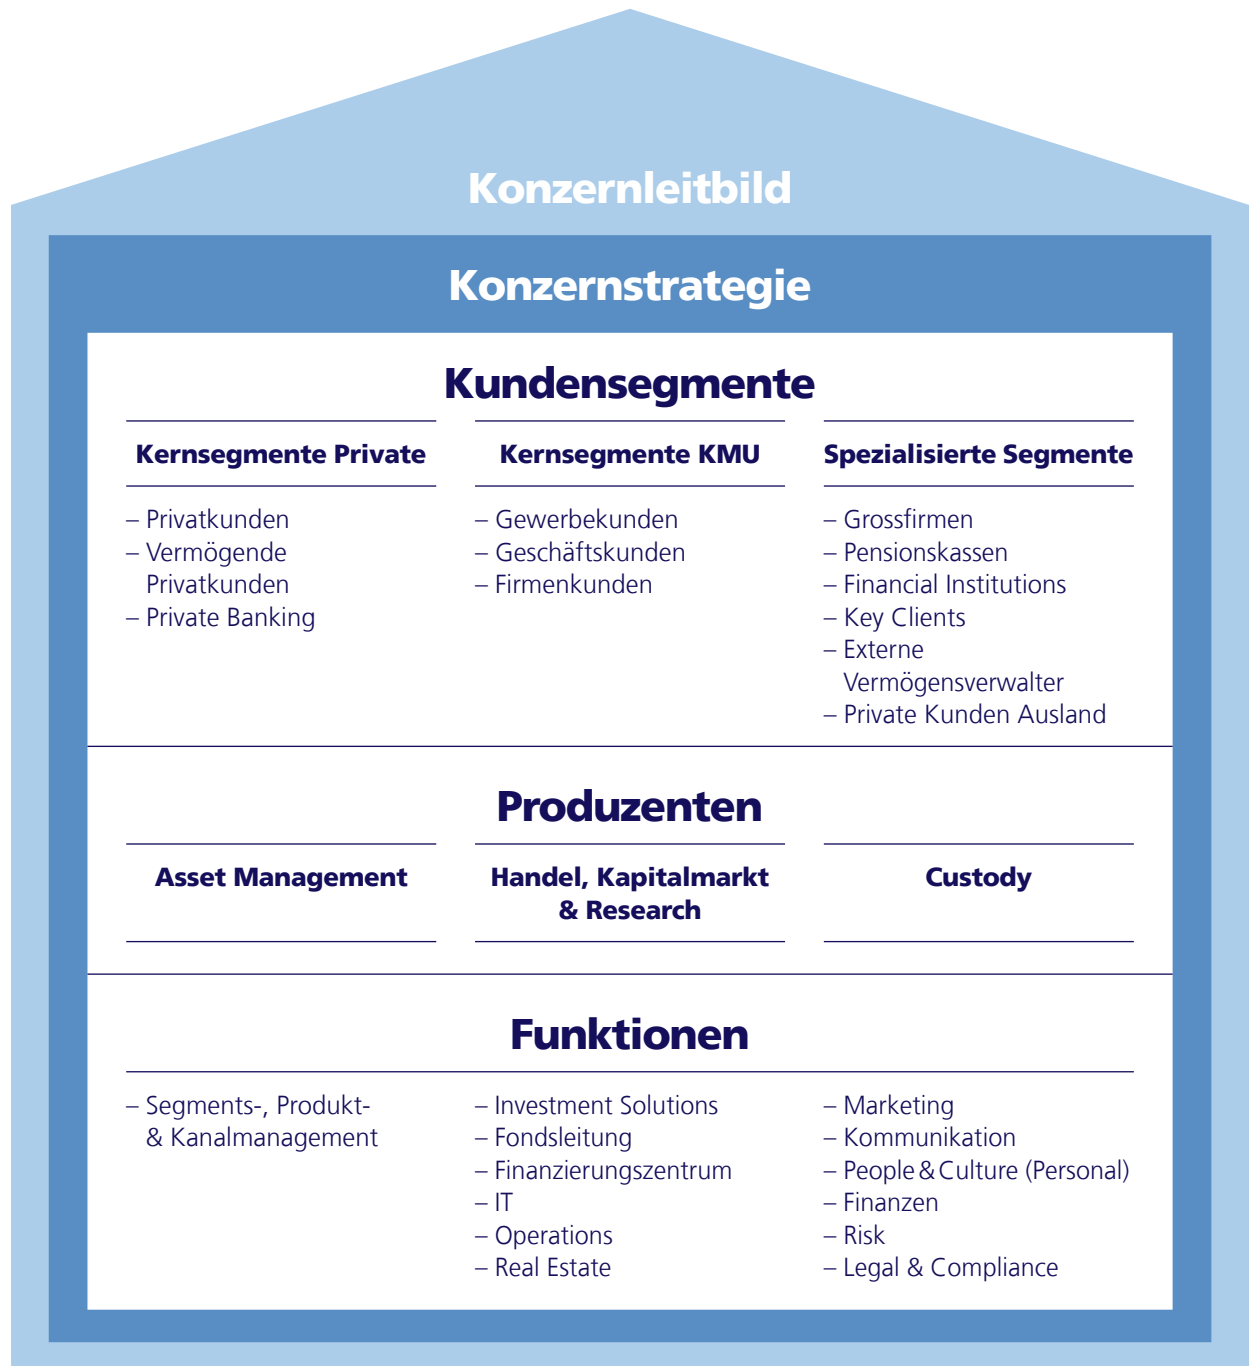 Konzernleitbild
Konzernstrategie
Kundensegmente
Kernsegmente Private
– Privatkunden
– Vermögende
Privatkunden
– Private Banking
Kernsegmente KMU
– Gewerbekunden
– Geschäftskunden
– Firmenkunden
Spezialisierte Segmente
– Grossfirmen
– Pensionskassen
– Financial Institutions
– Key Clients
– Externe
Vermögensverwalter
– Private Kunden Ausland
Produzenten
Asset Management
Handel, Kapitalmarkt
& Research
Custody
Funktionen
– Segments-, Produkt-
& Kanalmanagement
– Investment Solutions
– Fondsleitung
– Finanzierungszentrum
– IT
– Operations
– Real Estate
– Marketing
– Kommunikation
– People & Culture (Personal)
– Finanzen
– Risk
– Legal & Compliance